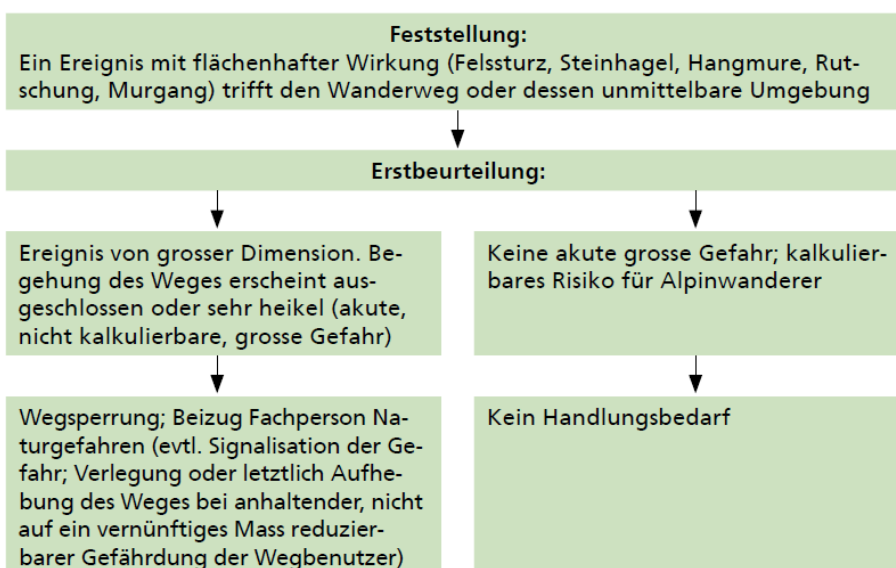 Feststellung:
Ein Ereignis mit flächenhafter Wirkung (Felssturz, Steinhagel, Hangmure, Rut-
schung, Murgang) trifft den Wanderweg oder dessen unmittelbare Umgebung
Erstbeurteilung:
Ereignis von grosser Dimension. Be-
gehung des Weges erscheint aus-
geschlossen oder sehr heikel (akute,
nicht kalkulierbare, grosse Gefahr)
Keine akute grosse Gefahr; kalkulier-
bares Risiko für Alpinwanderer
Wegsperrung; Beizug Fachperson Na-
turgefahren (evtl. Signalisation der Ge-
fahr; Verlegung oder letztlich Aufhe-
bung des Weges bei anhaltender, nicht
auf ein vernünftiges Mass reduzier-
barer Gefährdung der Wegbenutzer)
Kein Handlungsbedarf